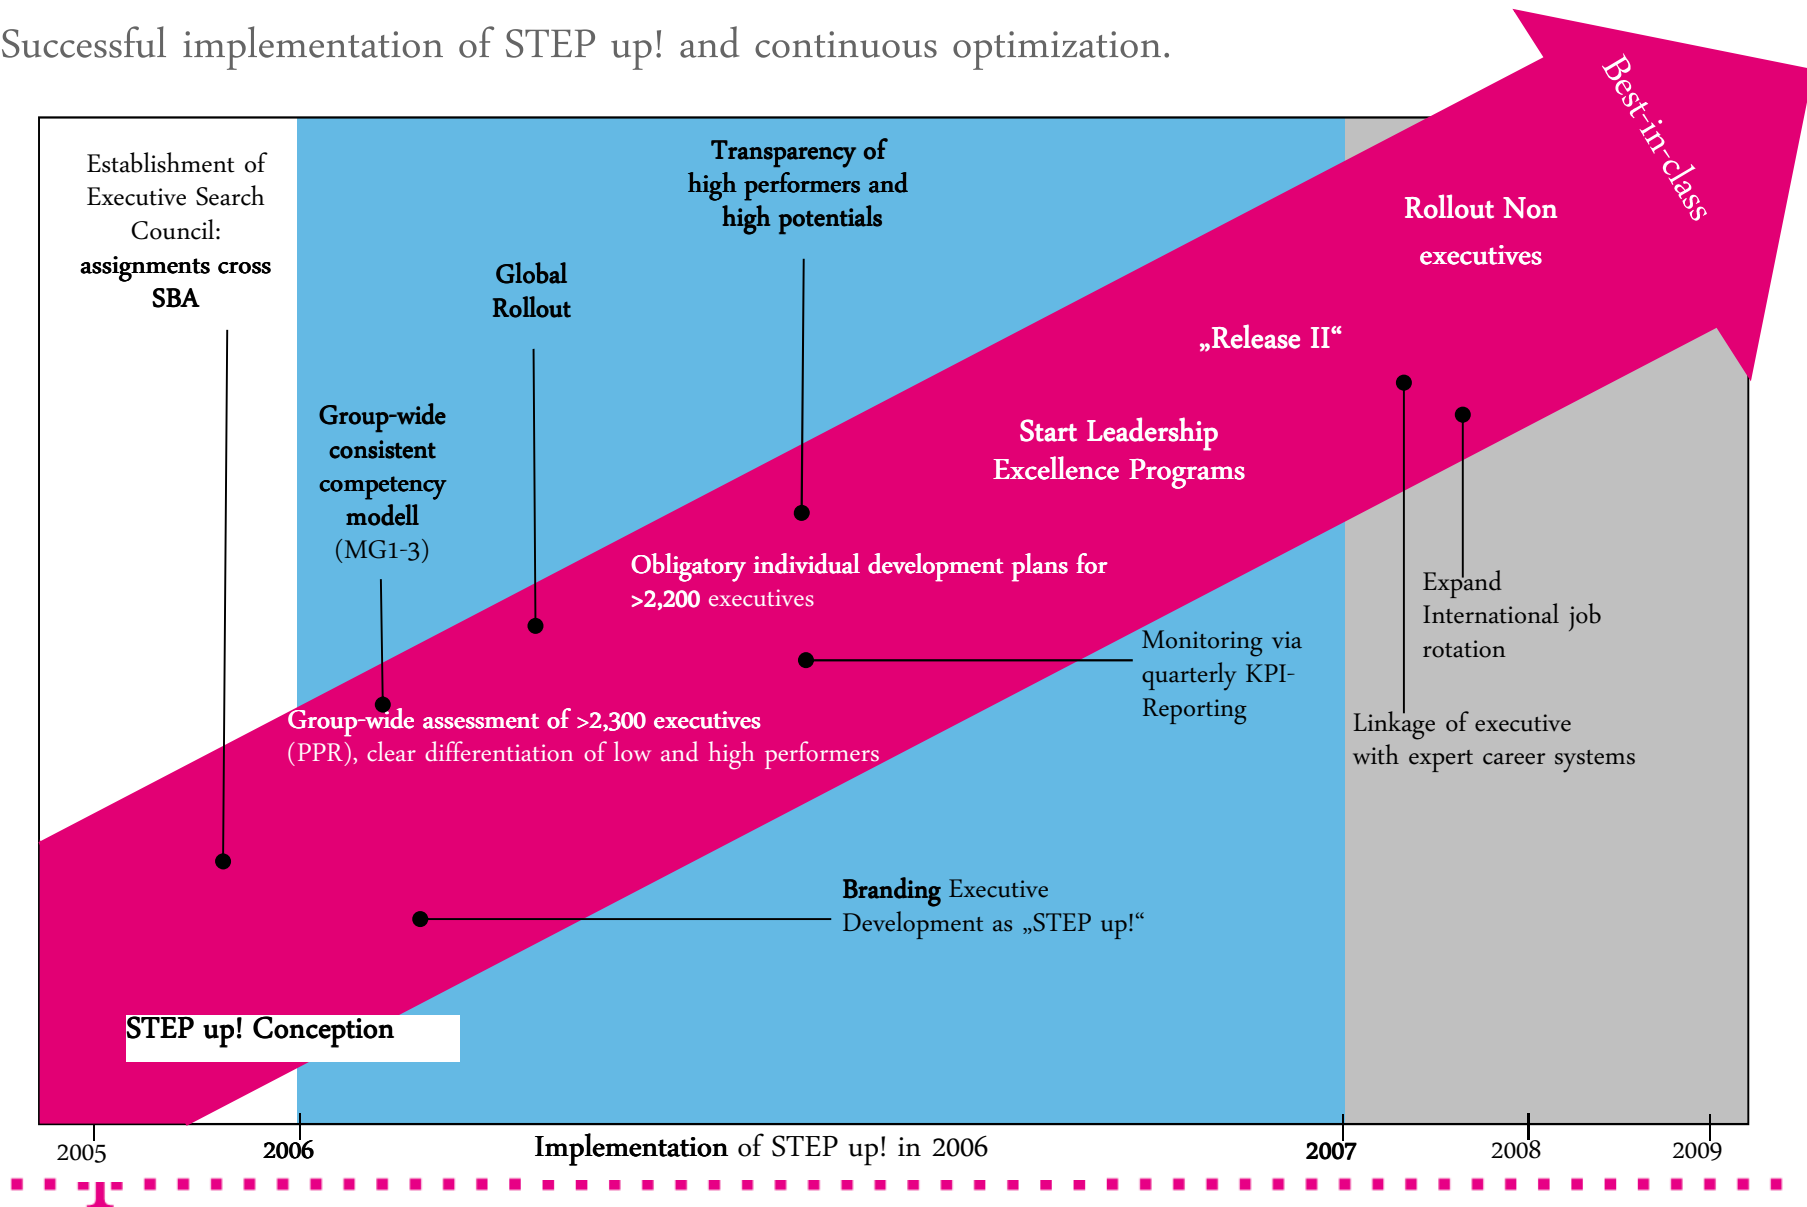 Successful implementation of STEP up! and continuous optimization.
Best-in-class
Establishment of
Executive Search
Council:
assignments cross
SBA
Transparency of
high performers and
high potentials
Global
Rollout
Group-wide
consistent
competency
modell
(MG1-3)
Rollout Non
executives
„Release II“
Start Leadership
Excellence Programs
Obligatory individual development plans for
>2,200 executives
Group-wide assessment of >2,300 executives
(PPR), clear differentiation of low and high performers
Monitoring via
quarterly KPI-
Reporting
Expand
International job
rotation
Linkage of executive
with expert career systems
Branding Executive
Development as „STEP up!“
STEP up! Conception
2005
2006
Implementation of STEP up! in 2006
2007
2008
2009